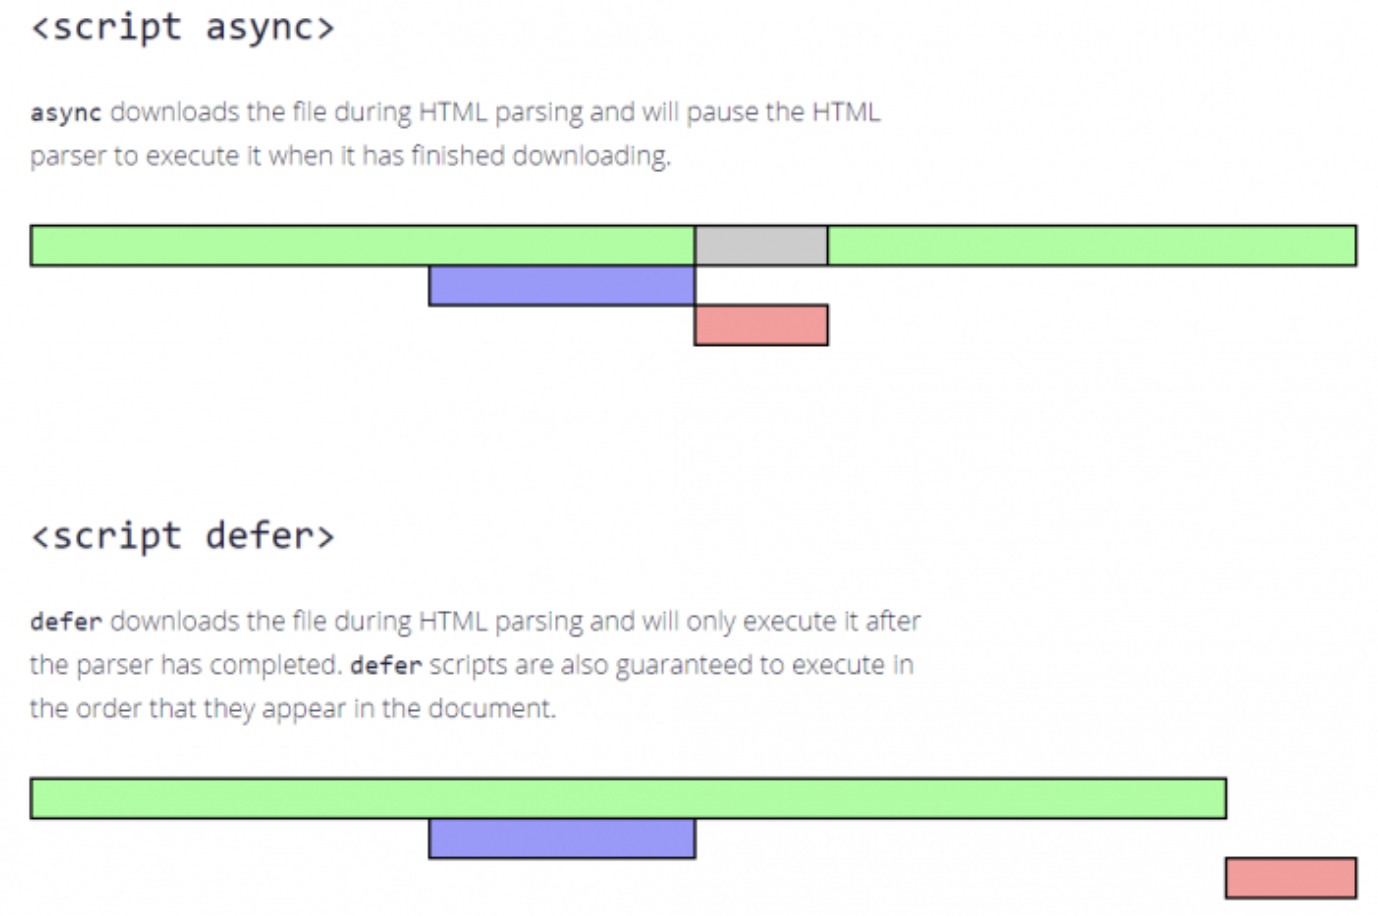 <script async>
async downloads the file during HTML parsing and will pause the HTML
parser to execute it when it has finished downloading.
<script defer>
defer downloads the file during HTML parsing and will only execute it after
the parser has completed. defer scripts are also guaranteed to execute in
the order that they appear in the document.